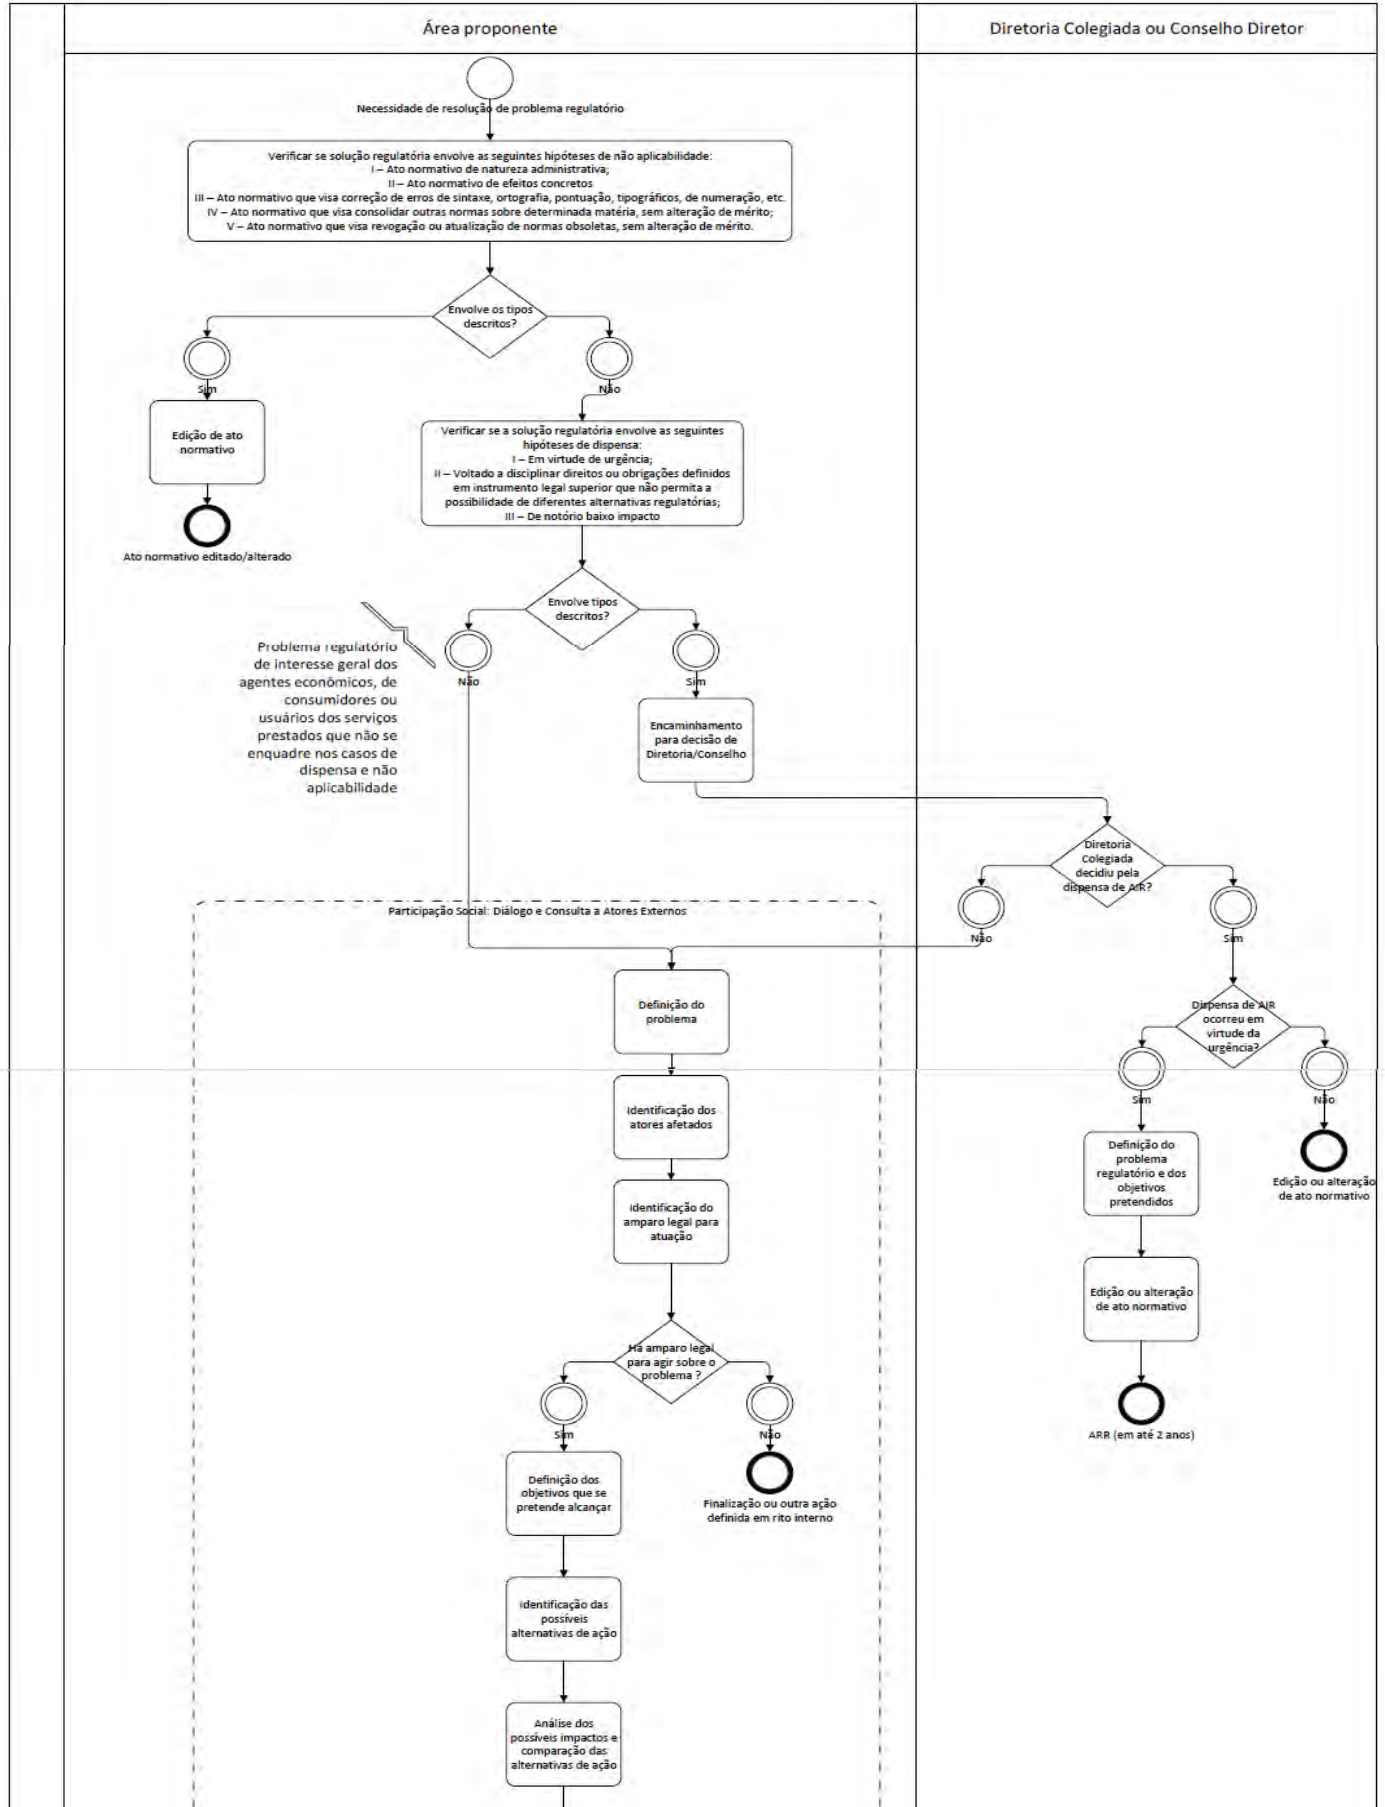 Área proponente
Diretoria Colegiada ou Conselho Diretor
Necessidade de resolução de problema regulatório
Verificar se solução regulatória envolve as seguintes hipóteses de não aplicabilidade:
I – Ato normativo de natureza administrativa;
II – Ato normativo de efeitos concretos
III – Ato normativo que visa correção de erros de sintaxe, ortografia, pontuação, tipográficos, de numeração, etc.
IV – Ato normativo que visa consolidar outras normas sobre determinada matéria, sem alteração de mérito;
V – Ato normativo que visa revogação ou atualização de normas obsoletas, sem alteração de mérito.
Envolve os tipos
descritos?
Sim
Não
Edição de ato
normativo
Ato normativo editado/alterado
Verificar se a solução regulatória envolve as seguintes
hipóteses de dispensa:
I – Em virtude de urgência;
II – Voltado a disciplinar direitos ou obrigações definidos
em instrumento legal superior que não permita a
possibilidade de diferentes alternativas regulatórias;
III – De notório baixo impacto
Envolve tipos
descritos?
Não
Sim
Problema regulatório
de interesse geral dos
agentes econômicos, de
consumidores ou
usuários dos serviços
prestados que não se
enquadre nos casos de
dispensa e não
aplicabilidade
Encaminhamento
para decisão de
Diretoria/Conselho
Diretoria
Colegiada
decidiu pela
dispensa de AIR?
Não
Sim
Participação Social: Diálogo e Consulta a Atores Externos
Definição do
problema
Dispensa de AIR
ocorreu em
virtude da
urgência?
Sim
Não
Identificação dos
atores afetados
Definição do
problema
regulatório e dos
objetivos
pretendidos
Edição ou alteração
de ato normativo
Identificação do
amparo legal para
atuação
Edição ou alteração
de ato normativo
Há amparo legal
para agir sobre o
problema ?
Sim
Não
ARR (em até 2 anos)
Definição dos
objetivos que se
pretende alcançar
Finalização ou outra ação
definida em rito interno
Identificação das
possíveis
alternativas de ação
Análise dos
possíveis impactos e
comparação das
alternativas de ação